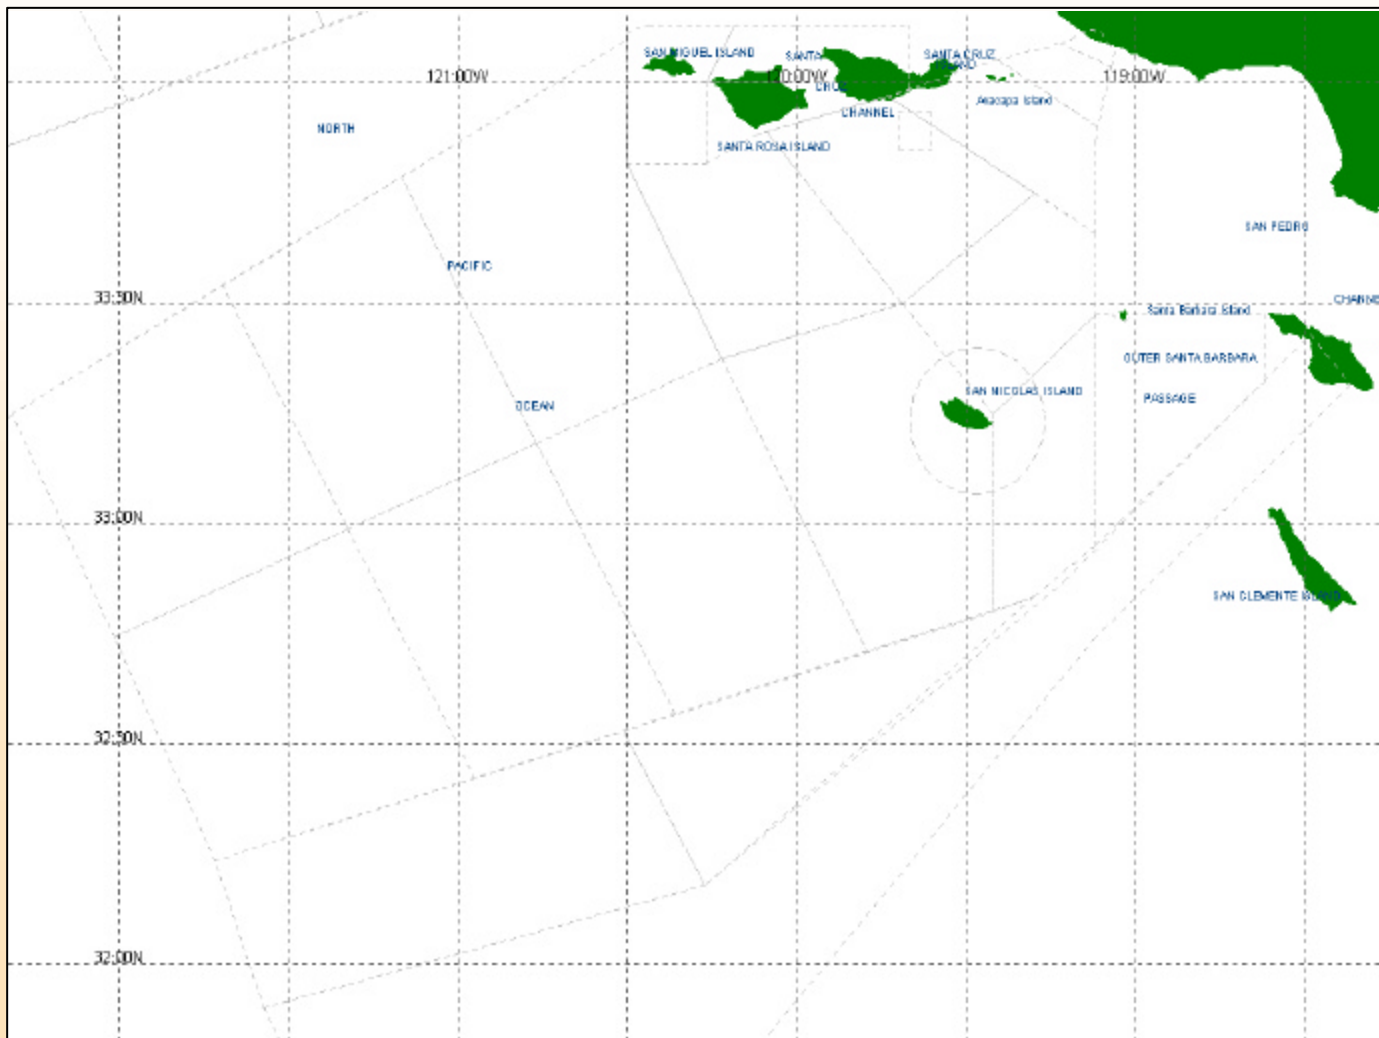 SAN MIGUEL ISLAND
SANTA
SANTA CRUZ
ISLAND
121:00W
120:00W
119:00W
CRUZ
Anacapa Island
CHANNEL
NORTH
SANTA ROSA ISLAND
SAN PEDRO
PACIFIC
33:30N
CHANNE
Santa Barbara Island
OUTER SANTA BARBARA
SAN NICOLAS ISLAND
PASSAGE
OCEAN
33:00N
SAN CLEMENTE ISLAND
32:30N
32:00N